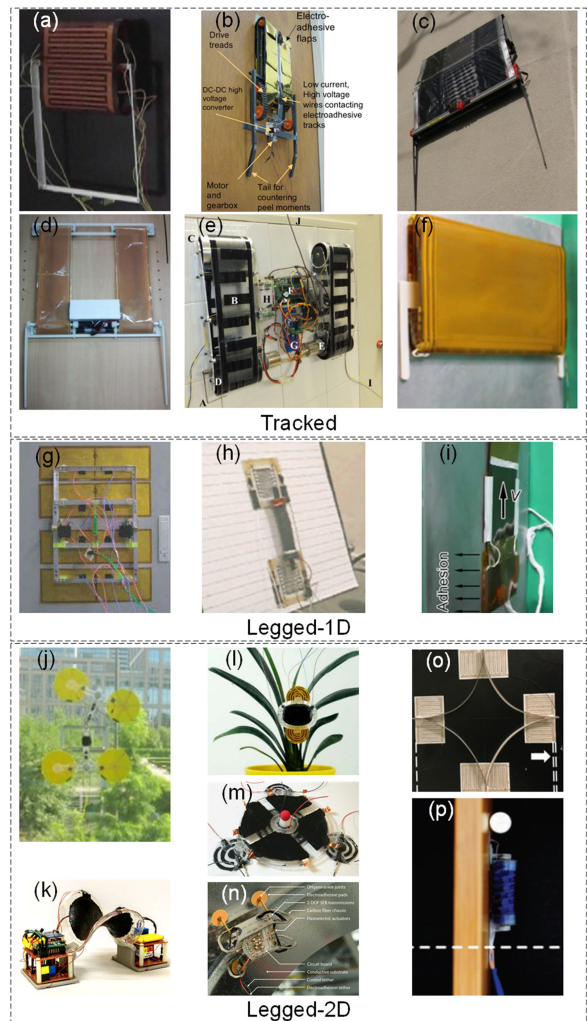 (a)
(b)
Electro-
adhesive
flaps
Drive
treads
DC-DC high
voltage
converter
Low current,
High voltage
wires contacting
electroadhesive
tracks
Motor
and
gearbox
Tail for
countering
peel moments
(c)
(d)
(e)
J
C
B
H
F
G
E
D
A
I
(f)
Tracked
(g)
(h)
(i)
v
Adhesion
Legged-1D
(j)
(k)
(l)
(m)
(n)
Origami ankle joints
Electroadhesive pads
2-DOF SFB transmissions
Carbon fiber chassis
Piezoelectric actuators
Circuit board
Conductive substrate
Control tether
Electroadhesion tether
(o)
(p)
Legged-2D